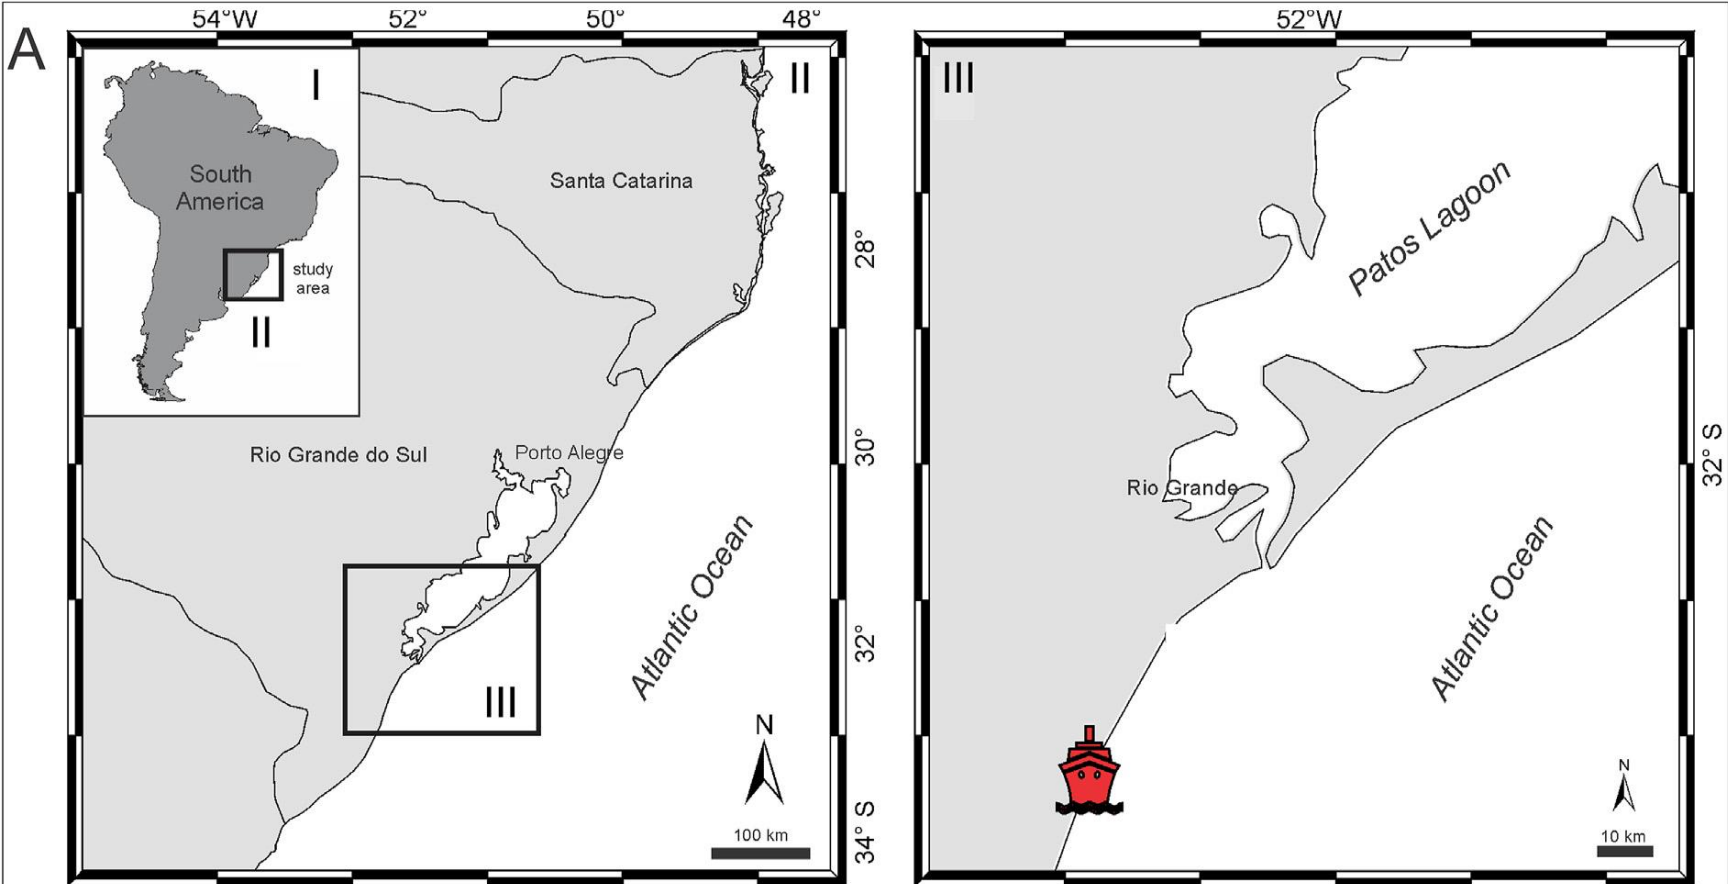 A
54°W 52° 50° 48°
I
II
South
America
study
area
II
Santa Catarina
Rio Grande do Sul
Porto Alegre
Atlantic Ocean
III
N
100 km
28°
30°
32°
34° S
52°W
III
Patos Lagoon
Rio Grande
Atlantic Ocean
N
10 km
32° S